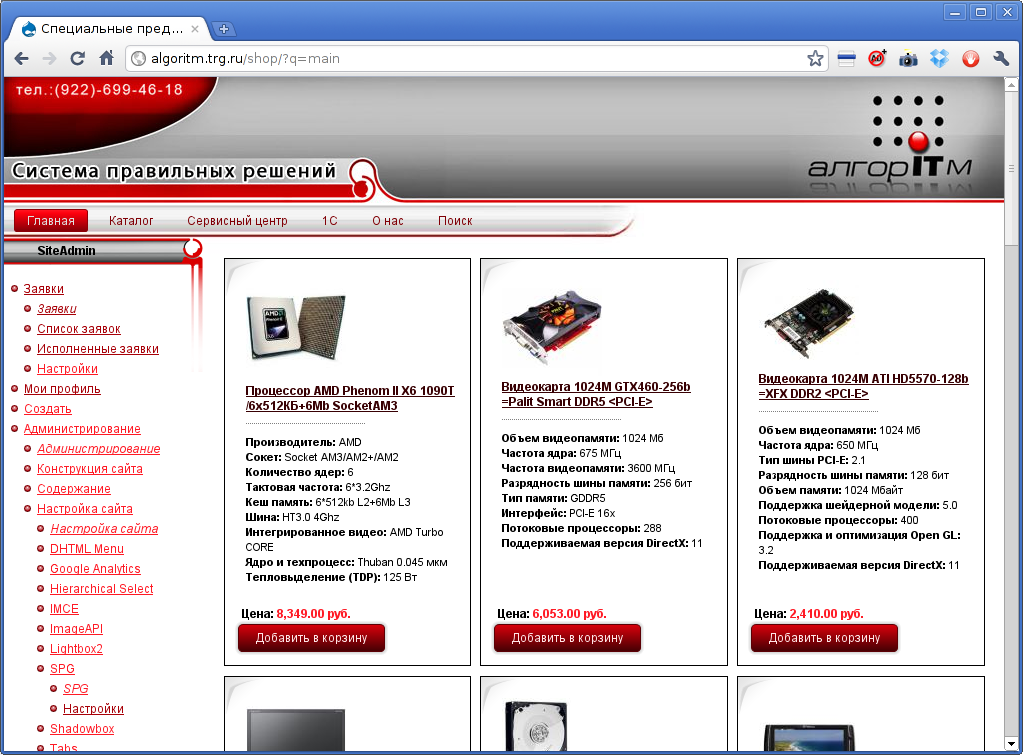 Специальные пред...
algoritm.trg.ru/shop/?q=main
тел.:(922)-699-46-18
Система правильных решений
алгорITм
Главная Каталог Сервисный центр 1С О нас Поиск
SiteAdmin
Заявки
Заявки
Список заявок
Исполненные заявки
Настройки
Мои профиль
Создать
Администрирование
Администрирование
Конструкция сайта
Содержание
Настройка сайта
Настройка сайта
DHTML Menu
Google Analytics
Hierarchical Select
IMCE
ImageAPI
Lightbox2
SPG
SPG
Настройки
Shadowbox
Tabs
Процессор AMD Phenom II X6 1090T
/6x512КБ+6Mb SocketAM3
Производитель: AMD
Сокет: Socket AM3/AM2+/AM2
Количество ядер: 6
Тактовая частота: 6*3.2Ghz
Кеш память: 6*512kb L2+6Mb L3
Шина: HT3.0 4Ghz
Интегрированное видео: AMD Turbo
CORE
Ядро и техпроцесс: Thuban 0.045 мкм
Тепловыделение (TDP): 125 Вт
Цена: 8,349.00 руб.
Добавить в корзину
Видеокарта 1024M GTX460-256b
=Palit Smart DDR5 <PCI-E>
Объем видеопамяти: 1024 Мб
Частота ядра: 675 МГц
Частота видеопамяти: 3600 МГц
Разрядность шины памяти: 256 бит
Тип памяти: GDDR5
Интерфейс: PCI-E 16x
Потоковые процессоры: 288
Поддерживаемая версия DirectX: 11
Цена: 6,053.00 руб.
Добавить в корзину
Видеокарта 1024M ATI HD5570-128b
=XFX DDR2 <PCI-E>
Объем видеопамяти: 1024 Мб
Частота ядра: 650 МГц
Тип шины PCI-E: 2.1
Разрядность шины памяти: 128 бит
Объем памяти: 1024 Мбайт
Поддержка шейдерной модели: 5.0
Потоковые процессоры: 400
Поддержка и оптимизация Open GL:
3.2
Поддерживаемая версия DirectX: 11
Цена: 2,410.00 руб.
Добавить в корзину